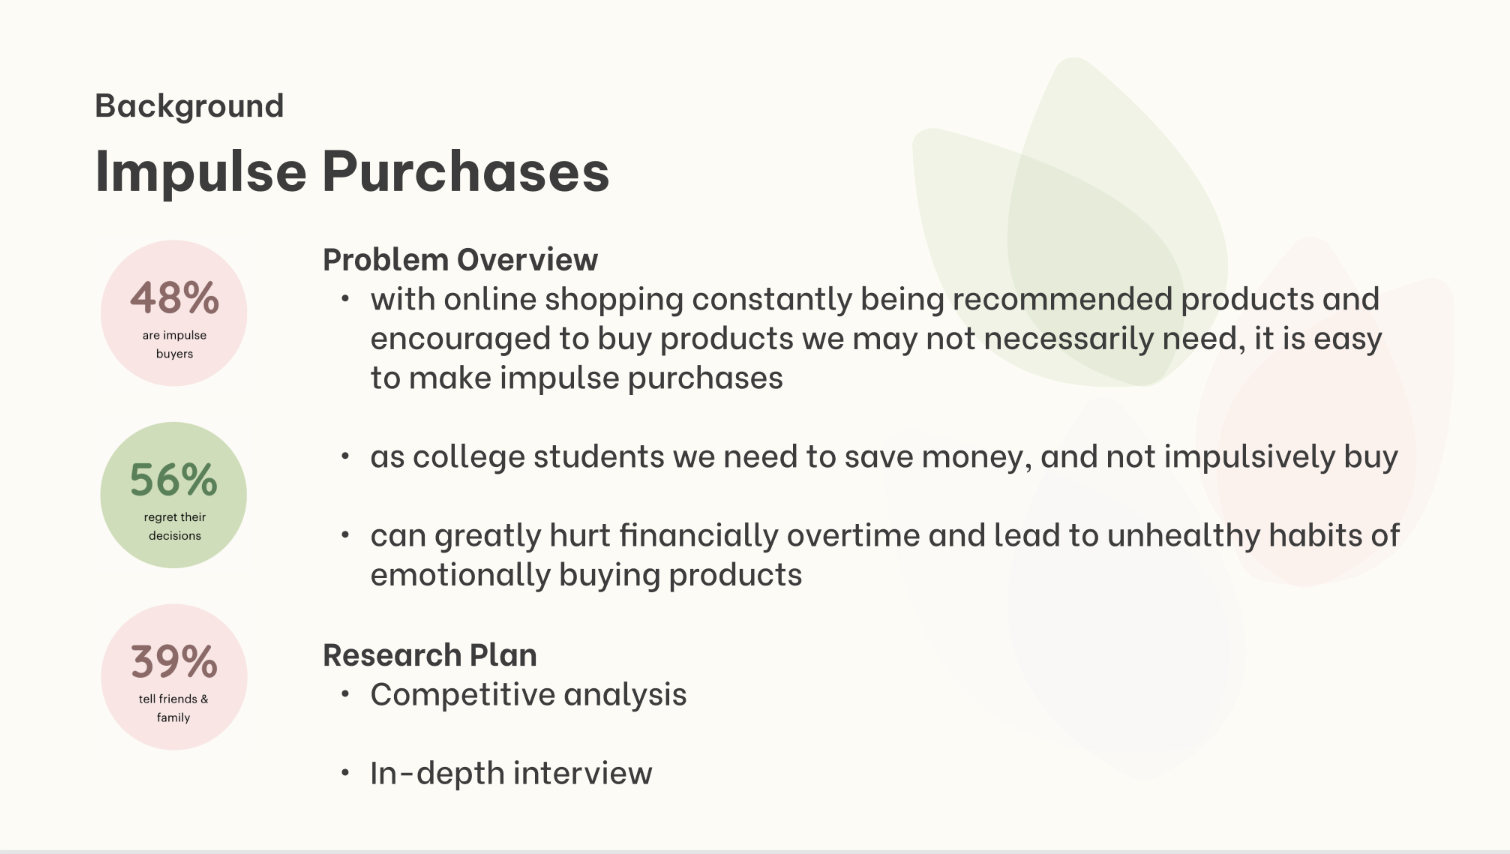 Background
Impulse Purchases
48%
are impulse
buyers
56%
regret their
decisions
39%
tell friends &
family
Problem Overview
• with online shopping constantly being recommended products and
encouraged to buy products we may not necessarily need, it is easy
to make impulse purchases
• as college students we need to save money, and not impulsively buy
• can greatly hurt financially overtime and lead to unhealthy habits of
emotionally buying products
Research Plan
• Competitive analysis
• In-depth interview